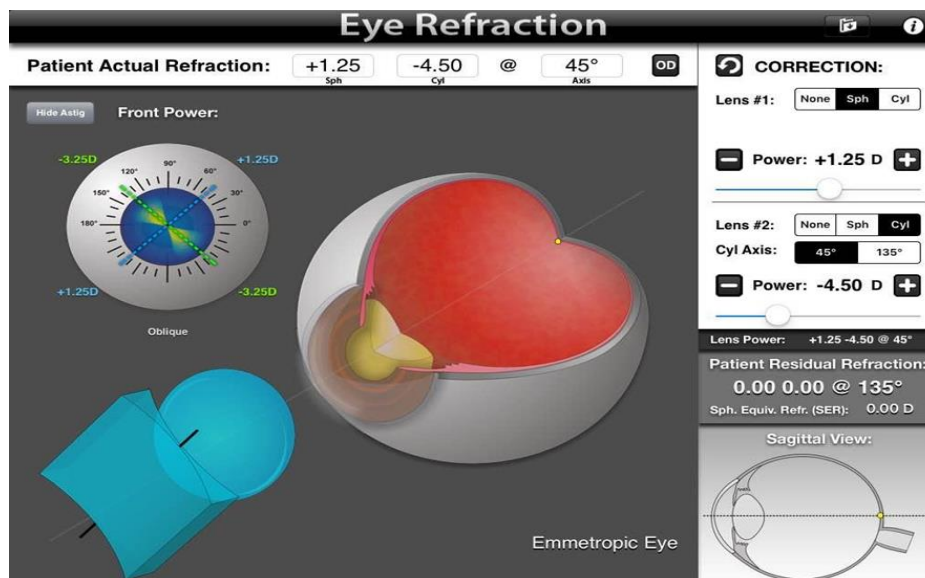 Eye Refraction
i
Patient Actual Refraction: +1.25 -4.50 @ 45° OD
Sph Cyl Axis
Hide Astig Front Power:
-3.25D +1.25D
90°
120° 60°
150° 30°
180° 0°
+1.25D -3.25D
Oblique
Emmetropic Eye
CORRECTION:
Lens #1: None Sph Cyl
Power: +1.25 D
Lens #2: None Sph Cyl
Cyl Axis: 45° 135°
Power: -4.50 D
Lens Power: +1.25 -4.50 @ 45°
Patient Residual Refraction:
0.00 0.00 @ 135°
Sph. Equiv. Refr. (SER): 0.00 D
Sagittal View: